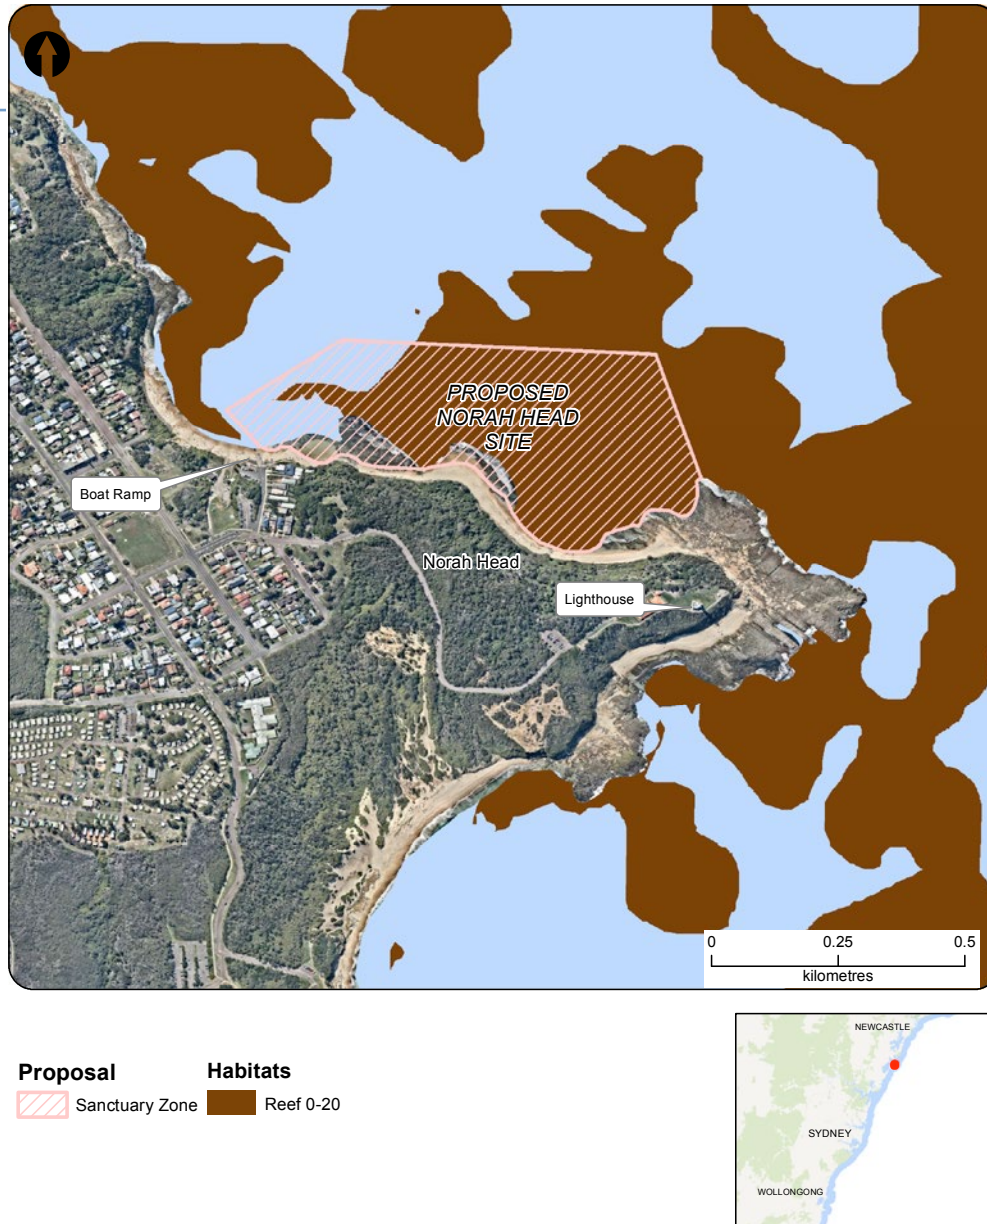 PROPOSED
NORAH HEAD
SITE
Boat Ramp
Norah Head
Lighthouse
0 0.25 0.5
kilometres
Proposal
Sanctuary Zone
Habitats
Reef 0-20
NEWCASTLE
SYDNEY
WOLLONGONG